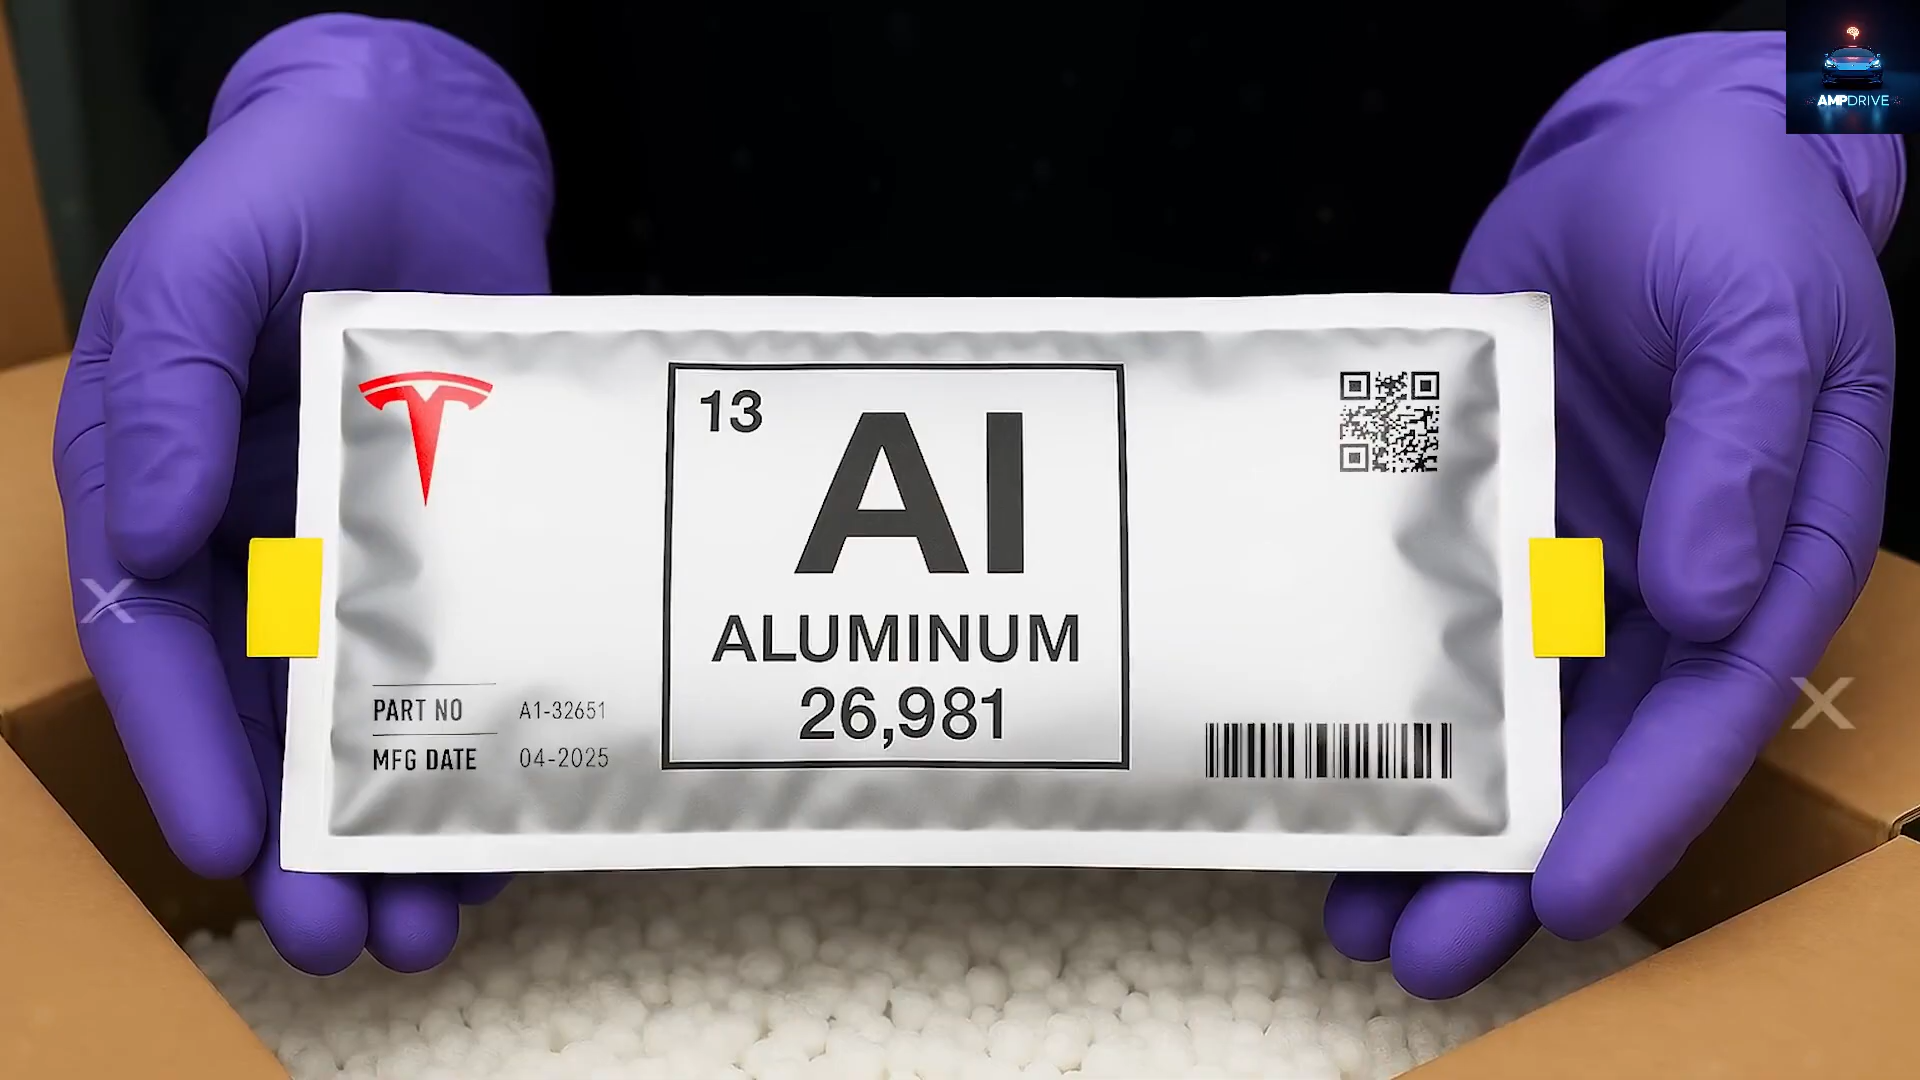 AMPDRIVE
13
Al
ALUMINUM
26,981
PART NO A1-32651
MFG DATE 04-2025
X
X